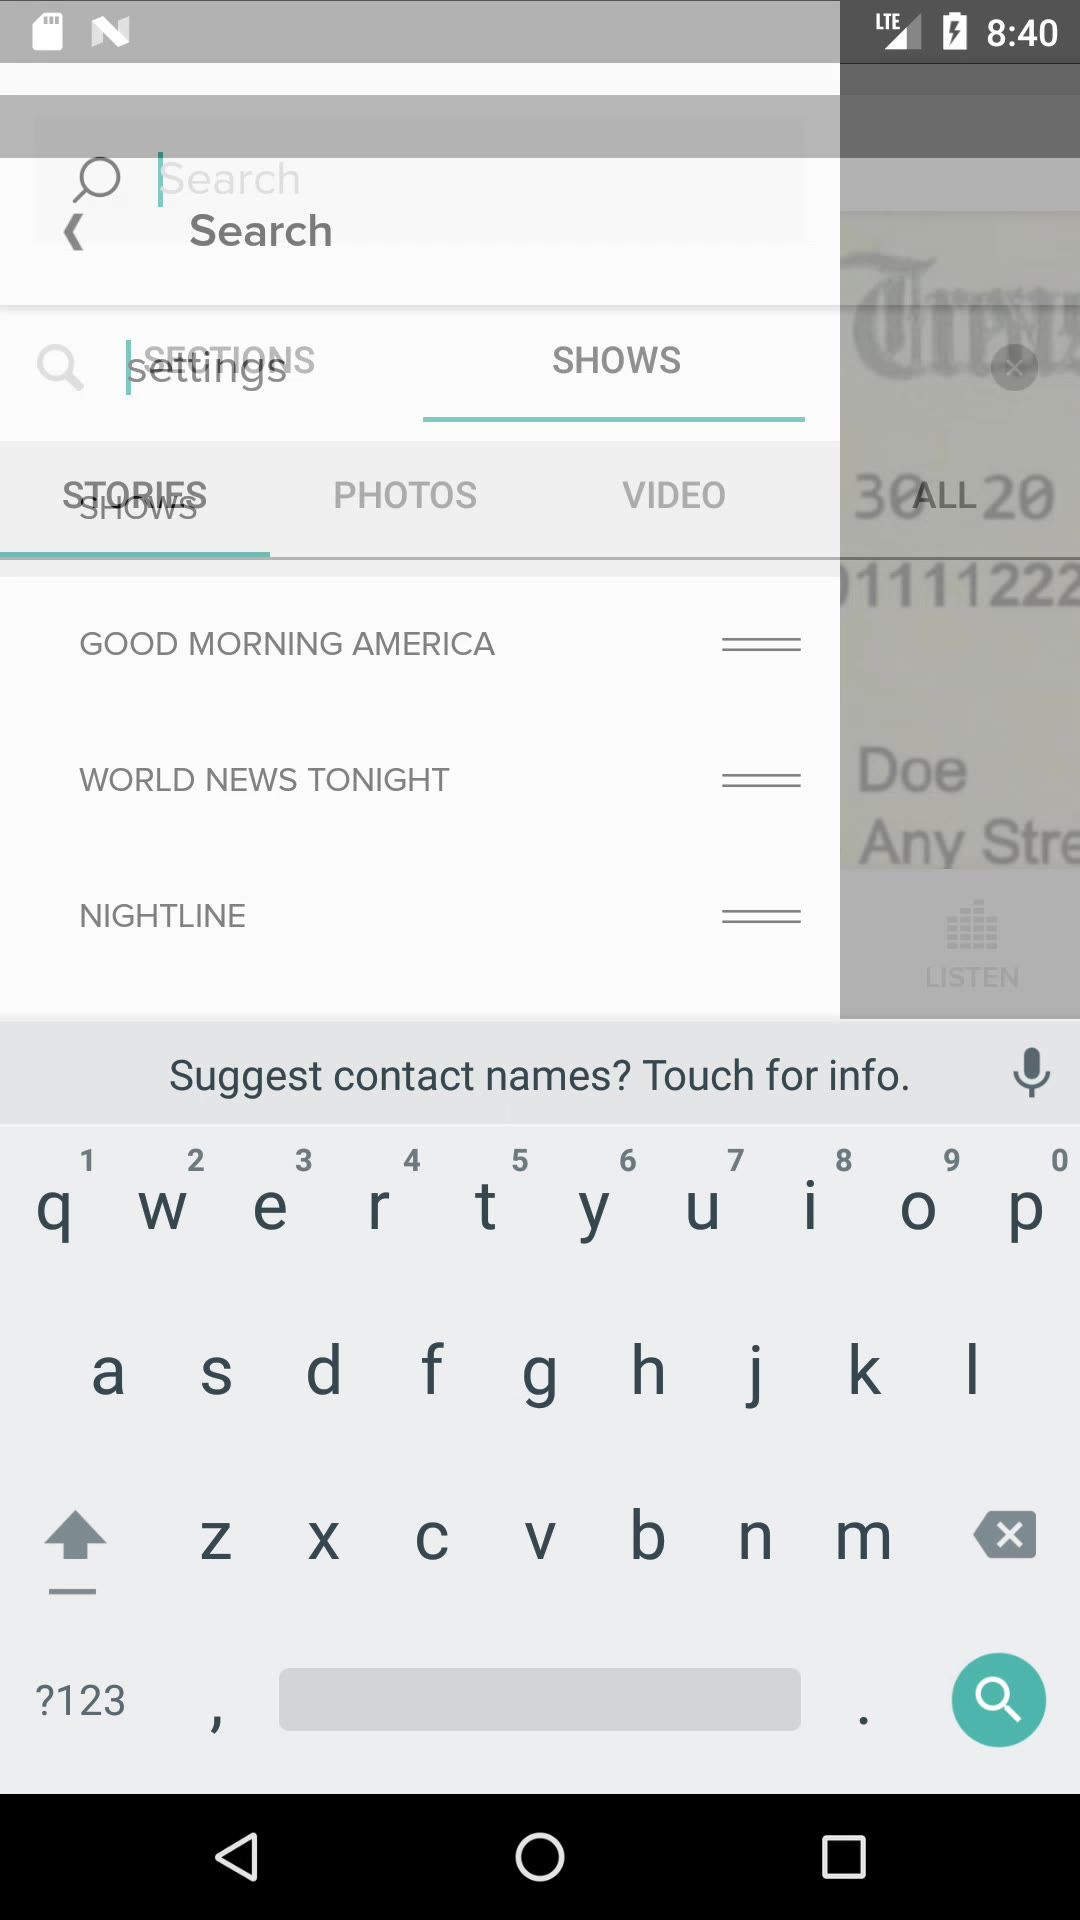 LTE 8:40
Search
Search
SECTIONS SHOWS
settings
STORIES PHOTOS VIDEO ALL
SHOWS
30 20
01111222
GOOD MORNING AMERICA
WORLD NEWS TONIGHT
Doe
Any Stre
NIGHTLINE
LISTEN
Suggest contact names? Touch for info.
1 2 3 4 5 6 7 8 9 0
q w e r t y u i o p
a s d f g h j k l
z x c v b n m
?123 , .